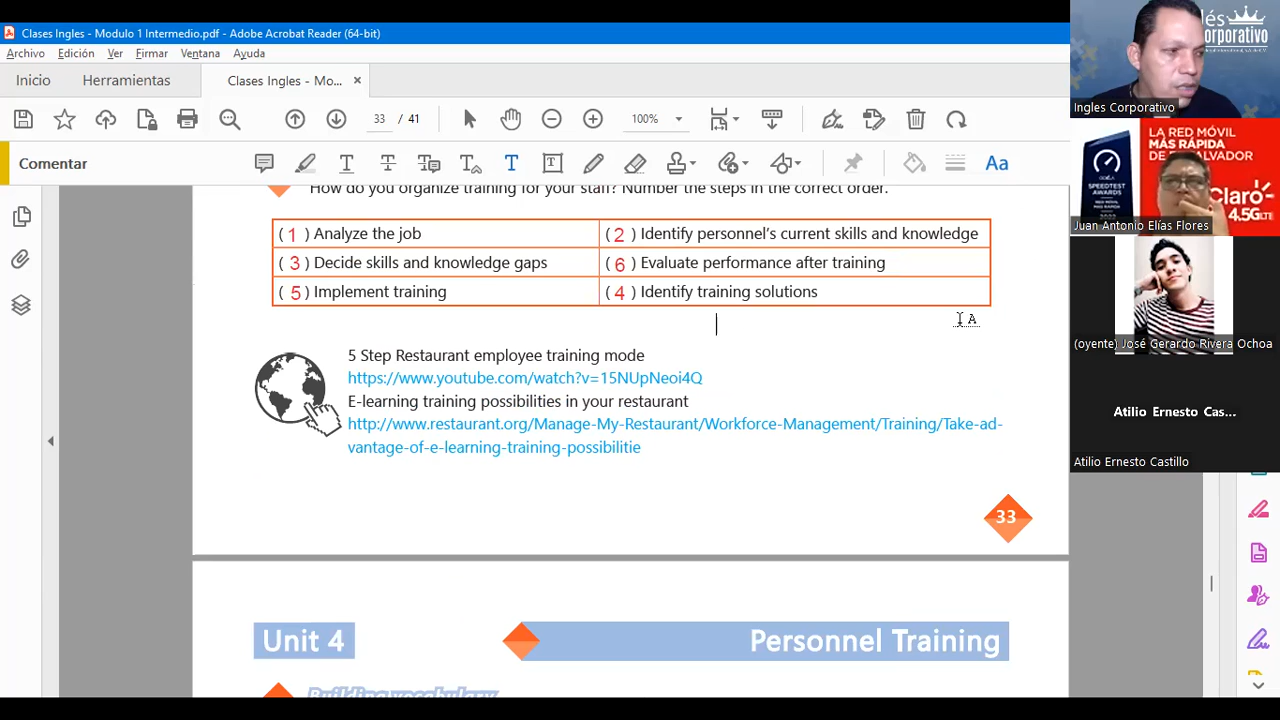 Clases Ingles - Modulo 1 Intermedio.pdf - Adobe Acrobat Reader (64-bit)
Archivo Edición Ver Firmar Ventana Ayuda
Inicio Herramientas Clases Ingles - Mo... ×
33 / 41 100%
Comentar
How do you organize training for your staff? Number the steps in the correct order.
( 1 ) Analyze the job ( 2 ) Identify personnel's current skills and knowledge
( 3 ) Decide skills and knowledge gaps ( 6 ) Evaluate performance after training
( 5 ) Implement training ( 4 ) Identify training solutions
5 Step Restaurant employee training mode
https://www.youtube.com/watch?v=15NUpNeoi4Q
E-learning training possibilities in your restaurant
http://www.restaurant.org/Manage-My-Restaurant/Workforce-Management/Training/Take-ad-
vantage-of-e-learning-training-possibilitie
33
Unit 4 Personnel Training
Building vocabulary
Ingles Corporativo
SPEEDTEST
AWARDS
LA RED MÓVIL
MÁS RÁPIDA
DE EL SALVADOR
Claro
4.5G LTE
Juan Antonio Elías Flores
(oyente) José Gerardo Rivera Ochoa
Atilio Ernesto Cas...
Atilio Ernesto Castillo